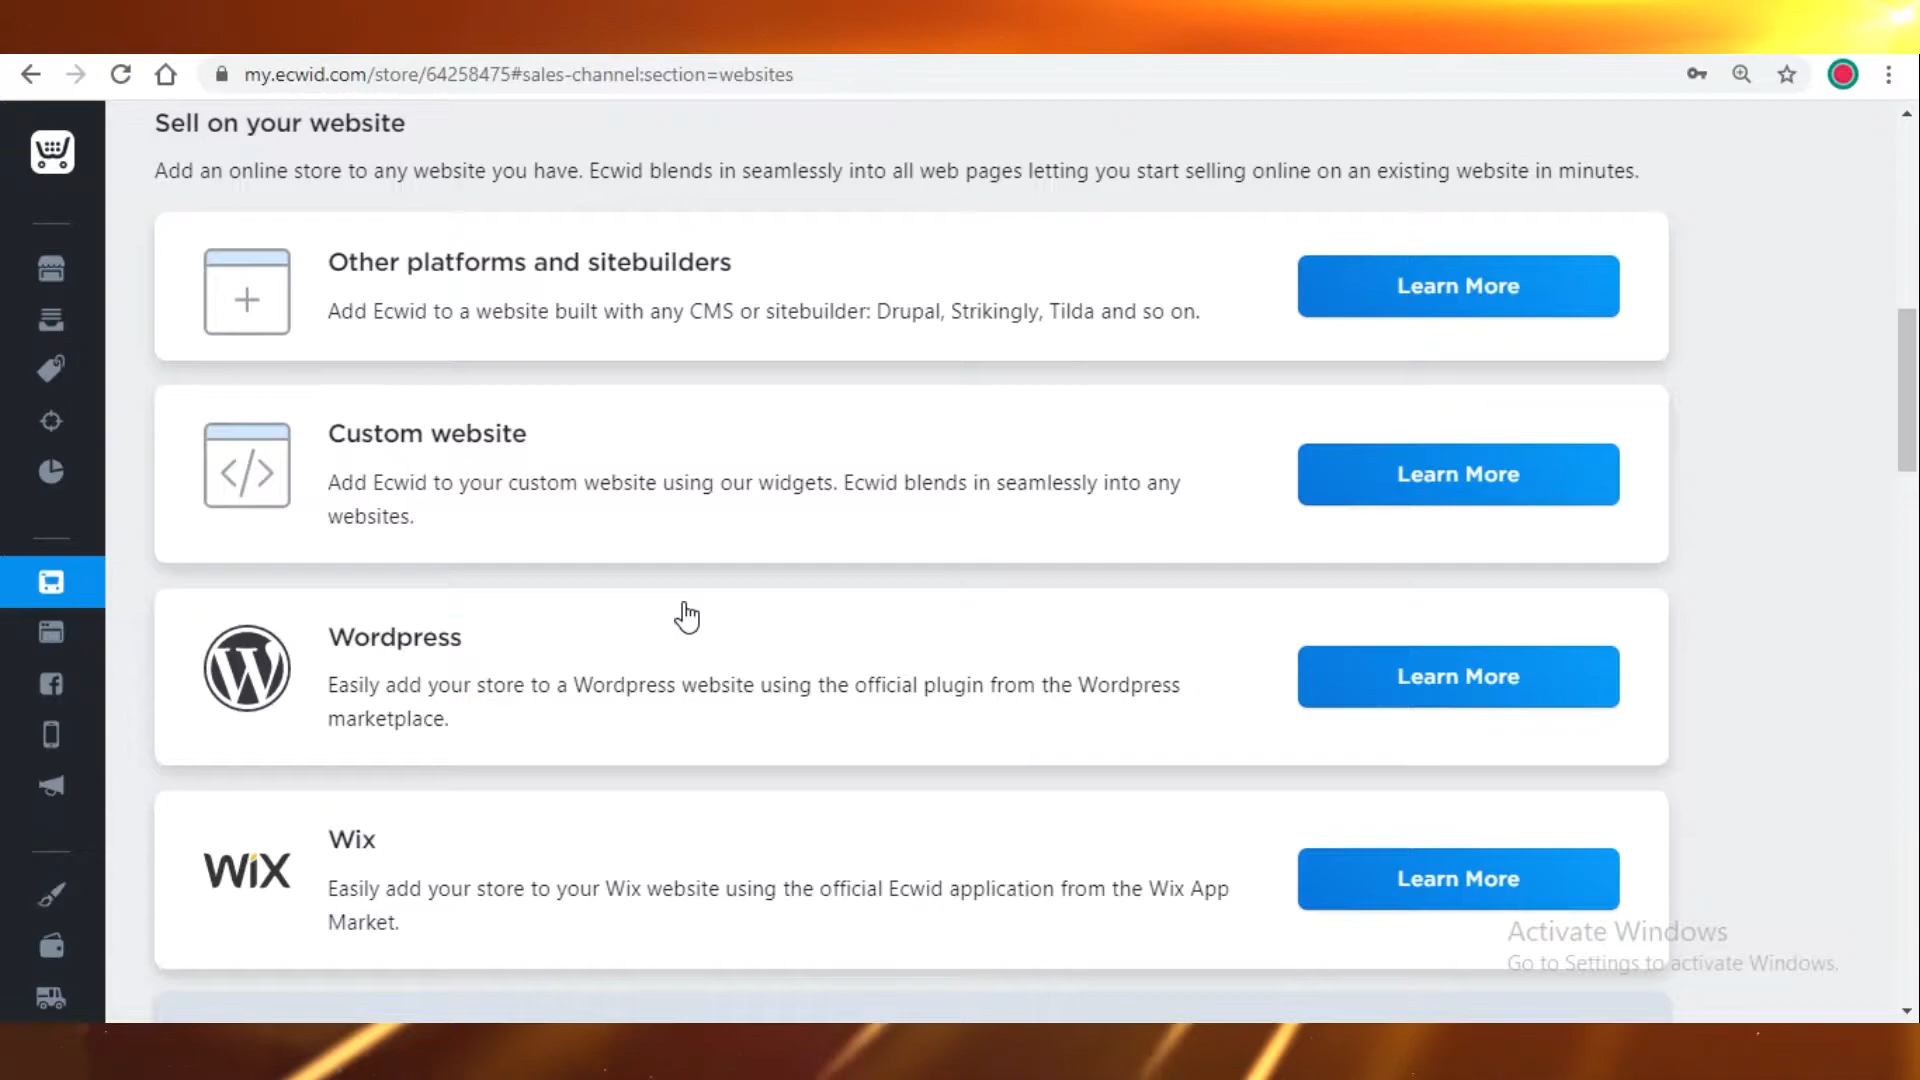 my.ecwid.com/store/64258475#sales-channel:section=websites
Sell on your website
Add an online store to any website you have. Ecwid blends in seamlessly into all web pages letting you start selling online on an existing website in minutes.
Other platforms and sitebuilders
Add Ecwid to a website built with any CMS or sitebuilder: Drupal, Strikingly, Tilda and so on.
Learn More
Custom website
Add Ecwid to your custom website using our widgets. Ecwid blends in seamlessly into any
websites.
Learn More
Wordpress
Easily add your store to a Wordpress website using the official plugin from the Wordpress
marketplace.
Learn More
WiX
Wix
Easily add your store to your Wix website using the official Ecwid application from the Wix App
Market.
Learn More
Activate Windows
Go to Settings to activate Windows.